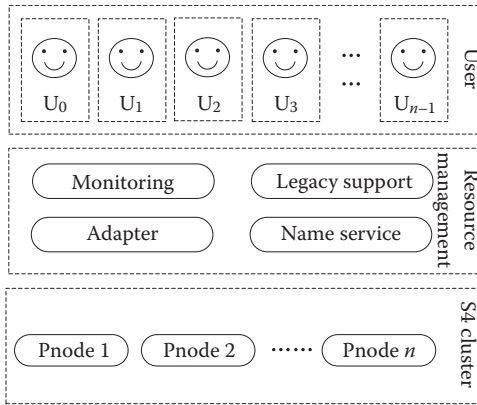 U0 U1 U2 U3 ... ... Un–1
User
Monitoring Legacy support
Adapter Name service
Resource
management
Pnode 1 Pnode 2 ...... Pnode n
S4 cluster